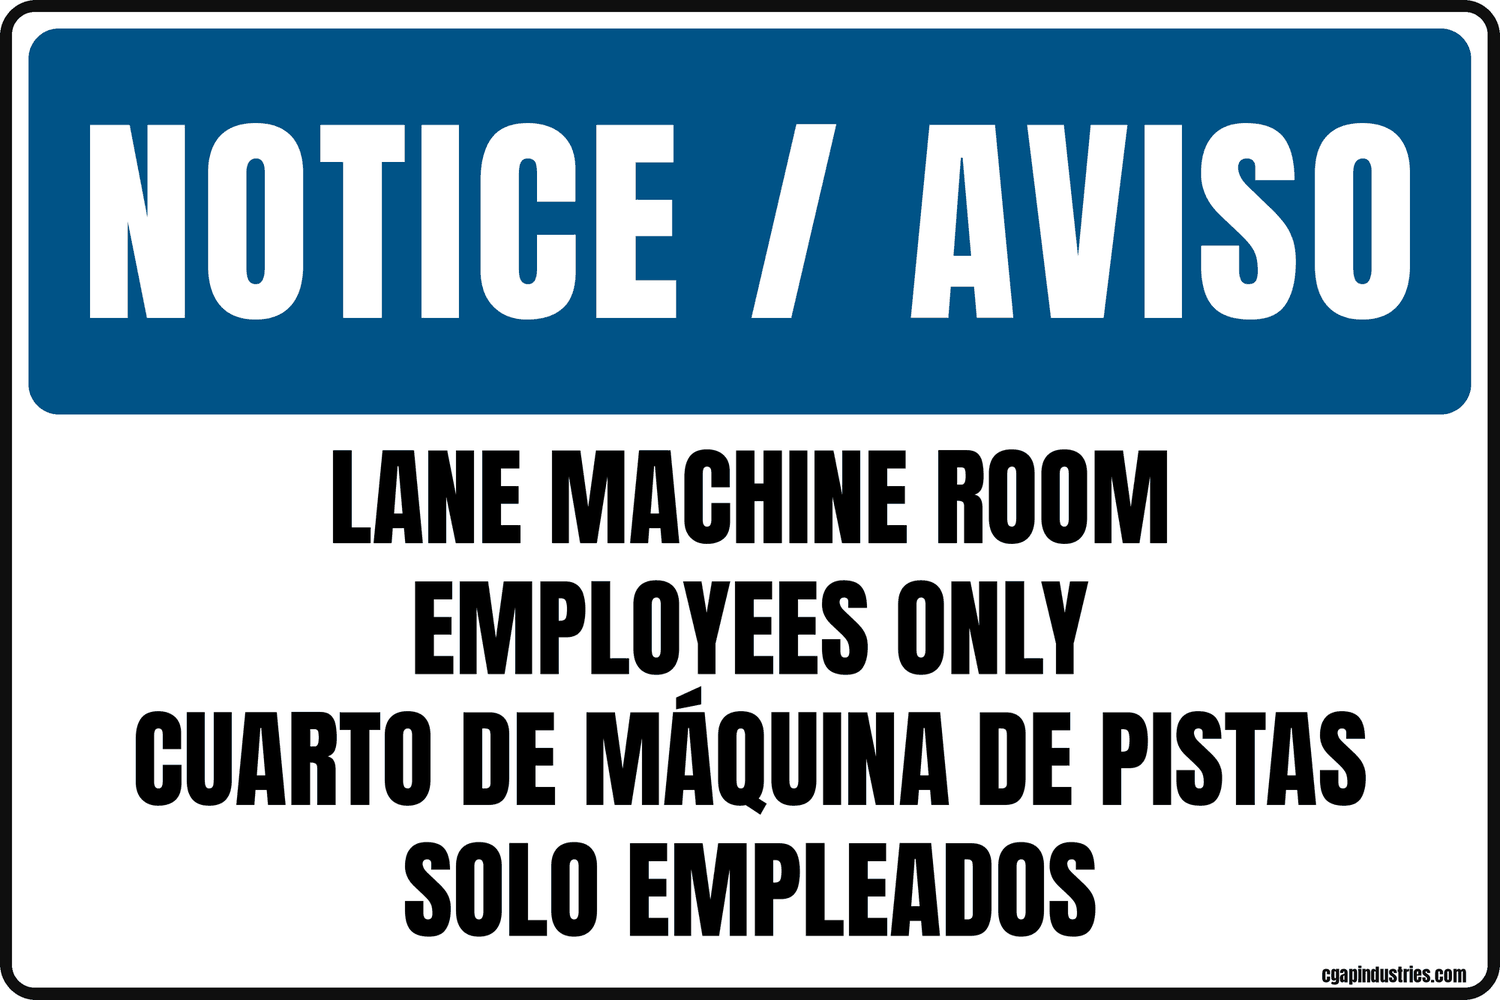 NOTICE / AVISO
LANE MACHINE ROOM
EMPLOYEES ONLY
CUARTO DE MÁQUINA DE PISTAS
SOLO EMPLEADOS
cgapindustries.com